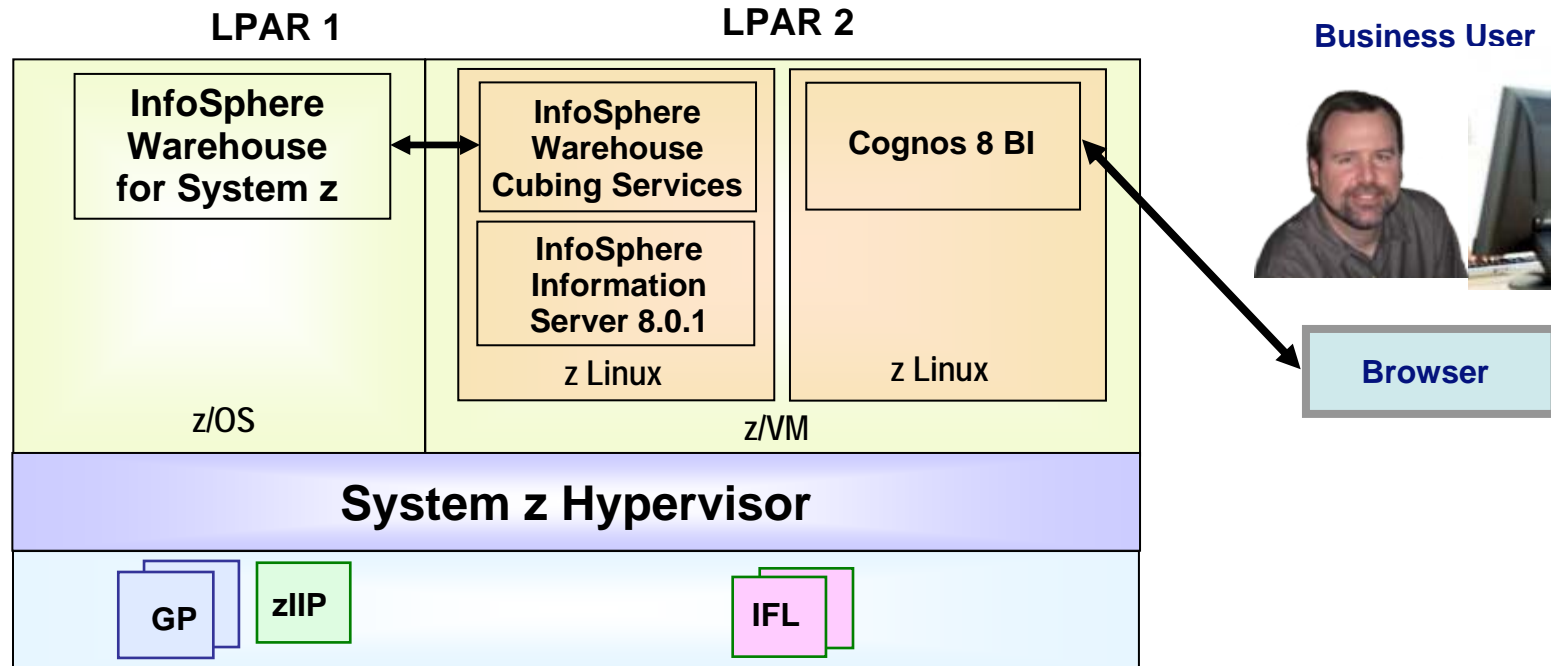 LPAR 1
LPAR 2
Business User
InfoSphere
Warehouse
for System z
InfoSphere
Warehouse
Cubing Services
Cognos 8 BI
InfoSphere
Information
Server 8.0.1
z Linux
z Linux
Browser
z/OS
z/VM
System z Hypervisor
GP
zIIP
IFL